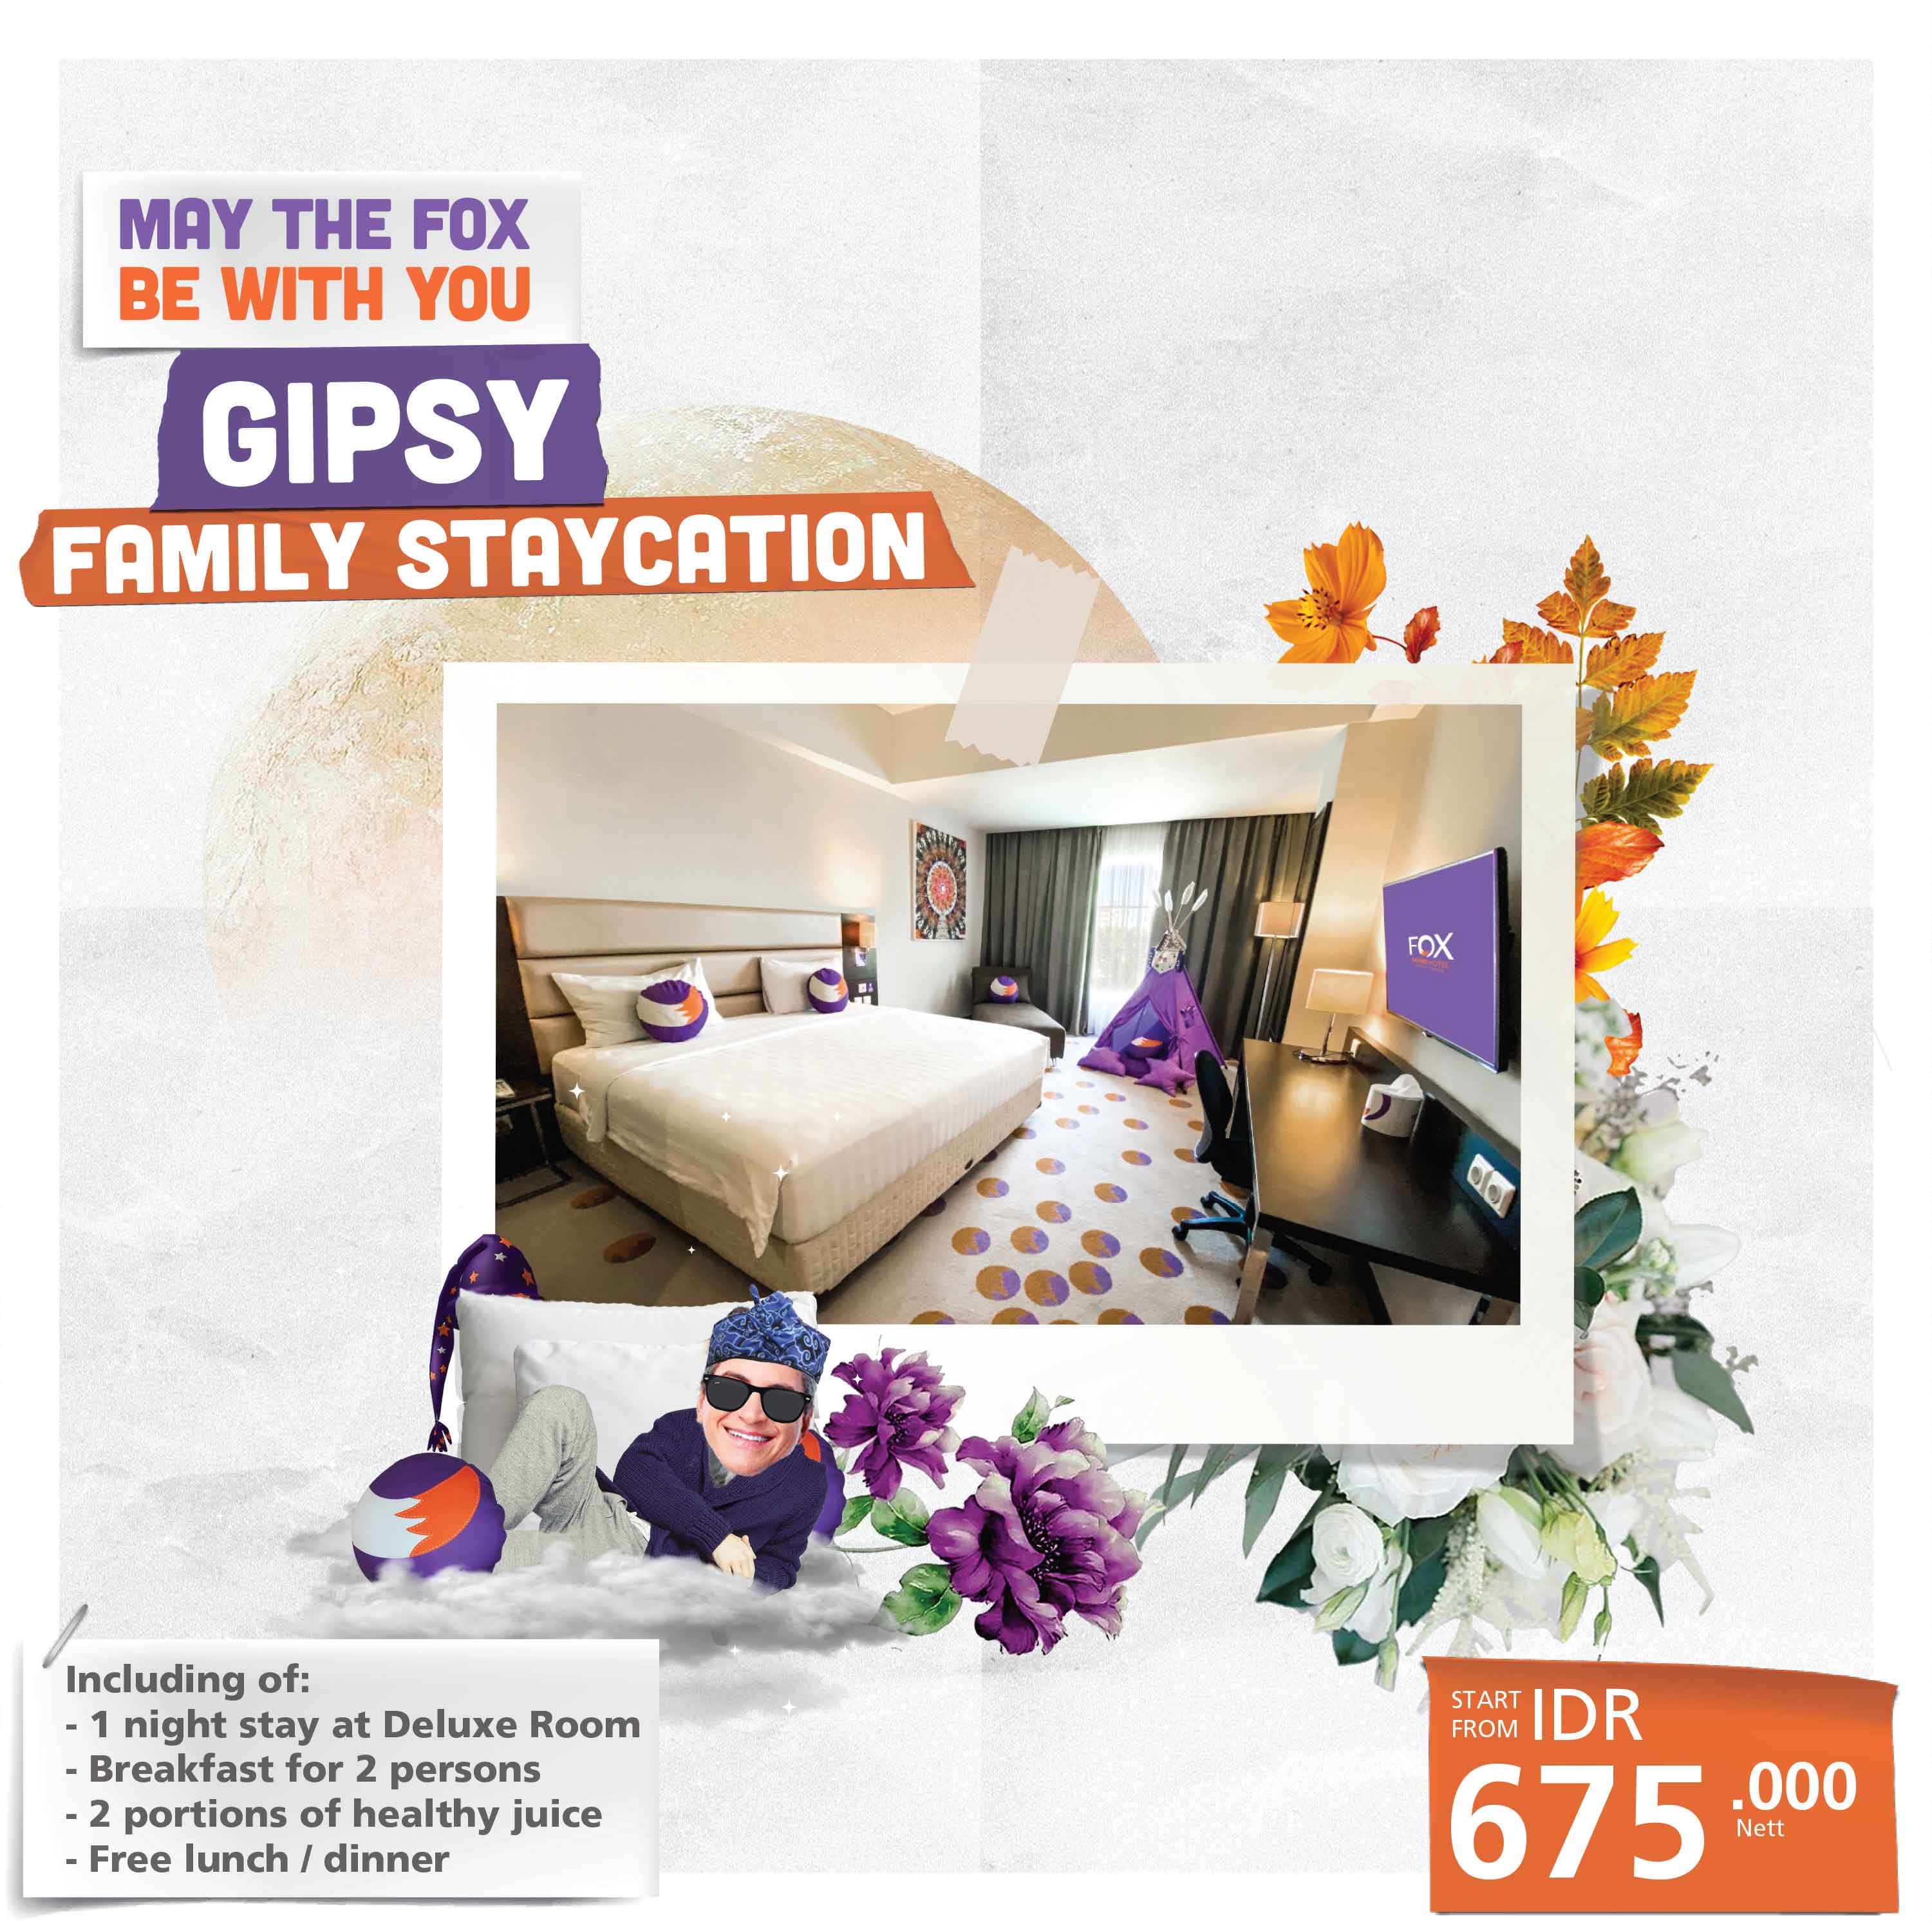 MAY THE FOX
BE WITH YOU
GIPSY
FAMILY STAYCATION
FOX
Including of:
- 1 night stay at Deluxe Room
- Breakfast for 2 persons
- 2 portions of healthy juice
- Free lunch / dinner
START
FROM IDR
675.000
Nett